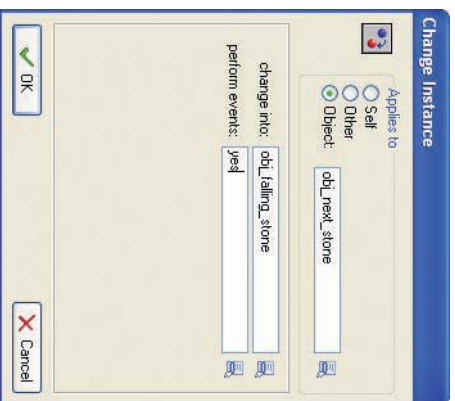 Change Instance
Applies to
Self
Other
Object: obj_next_stone
change into: obj_falling_stone
perform events: yes
OK
Cancel